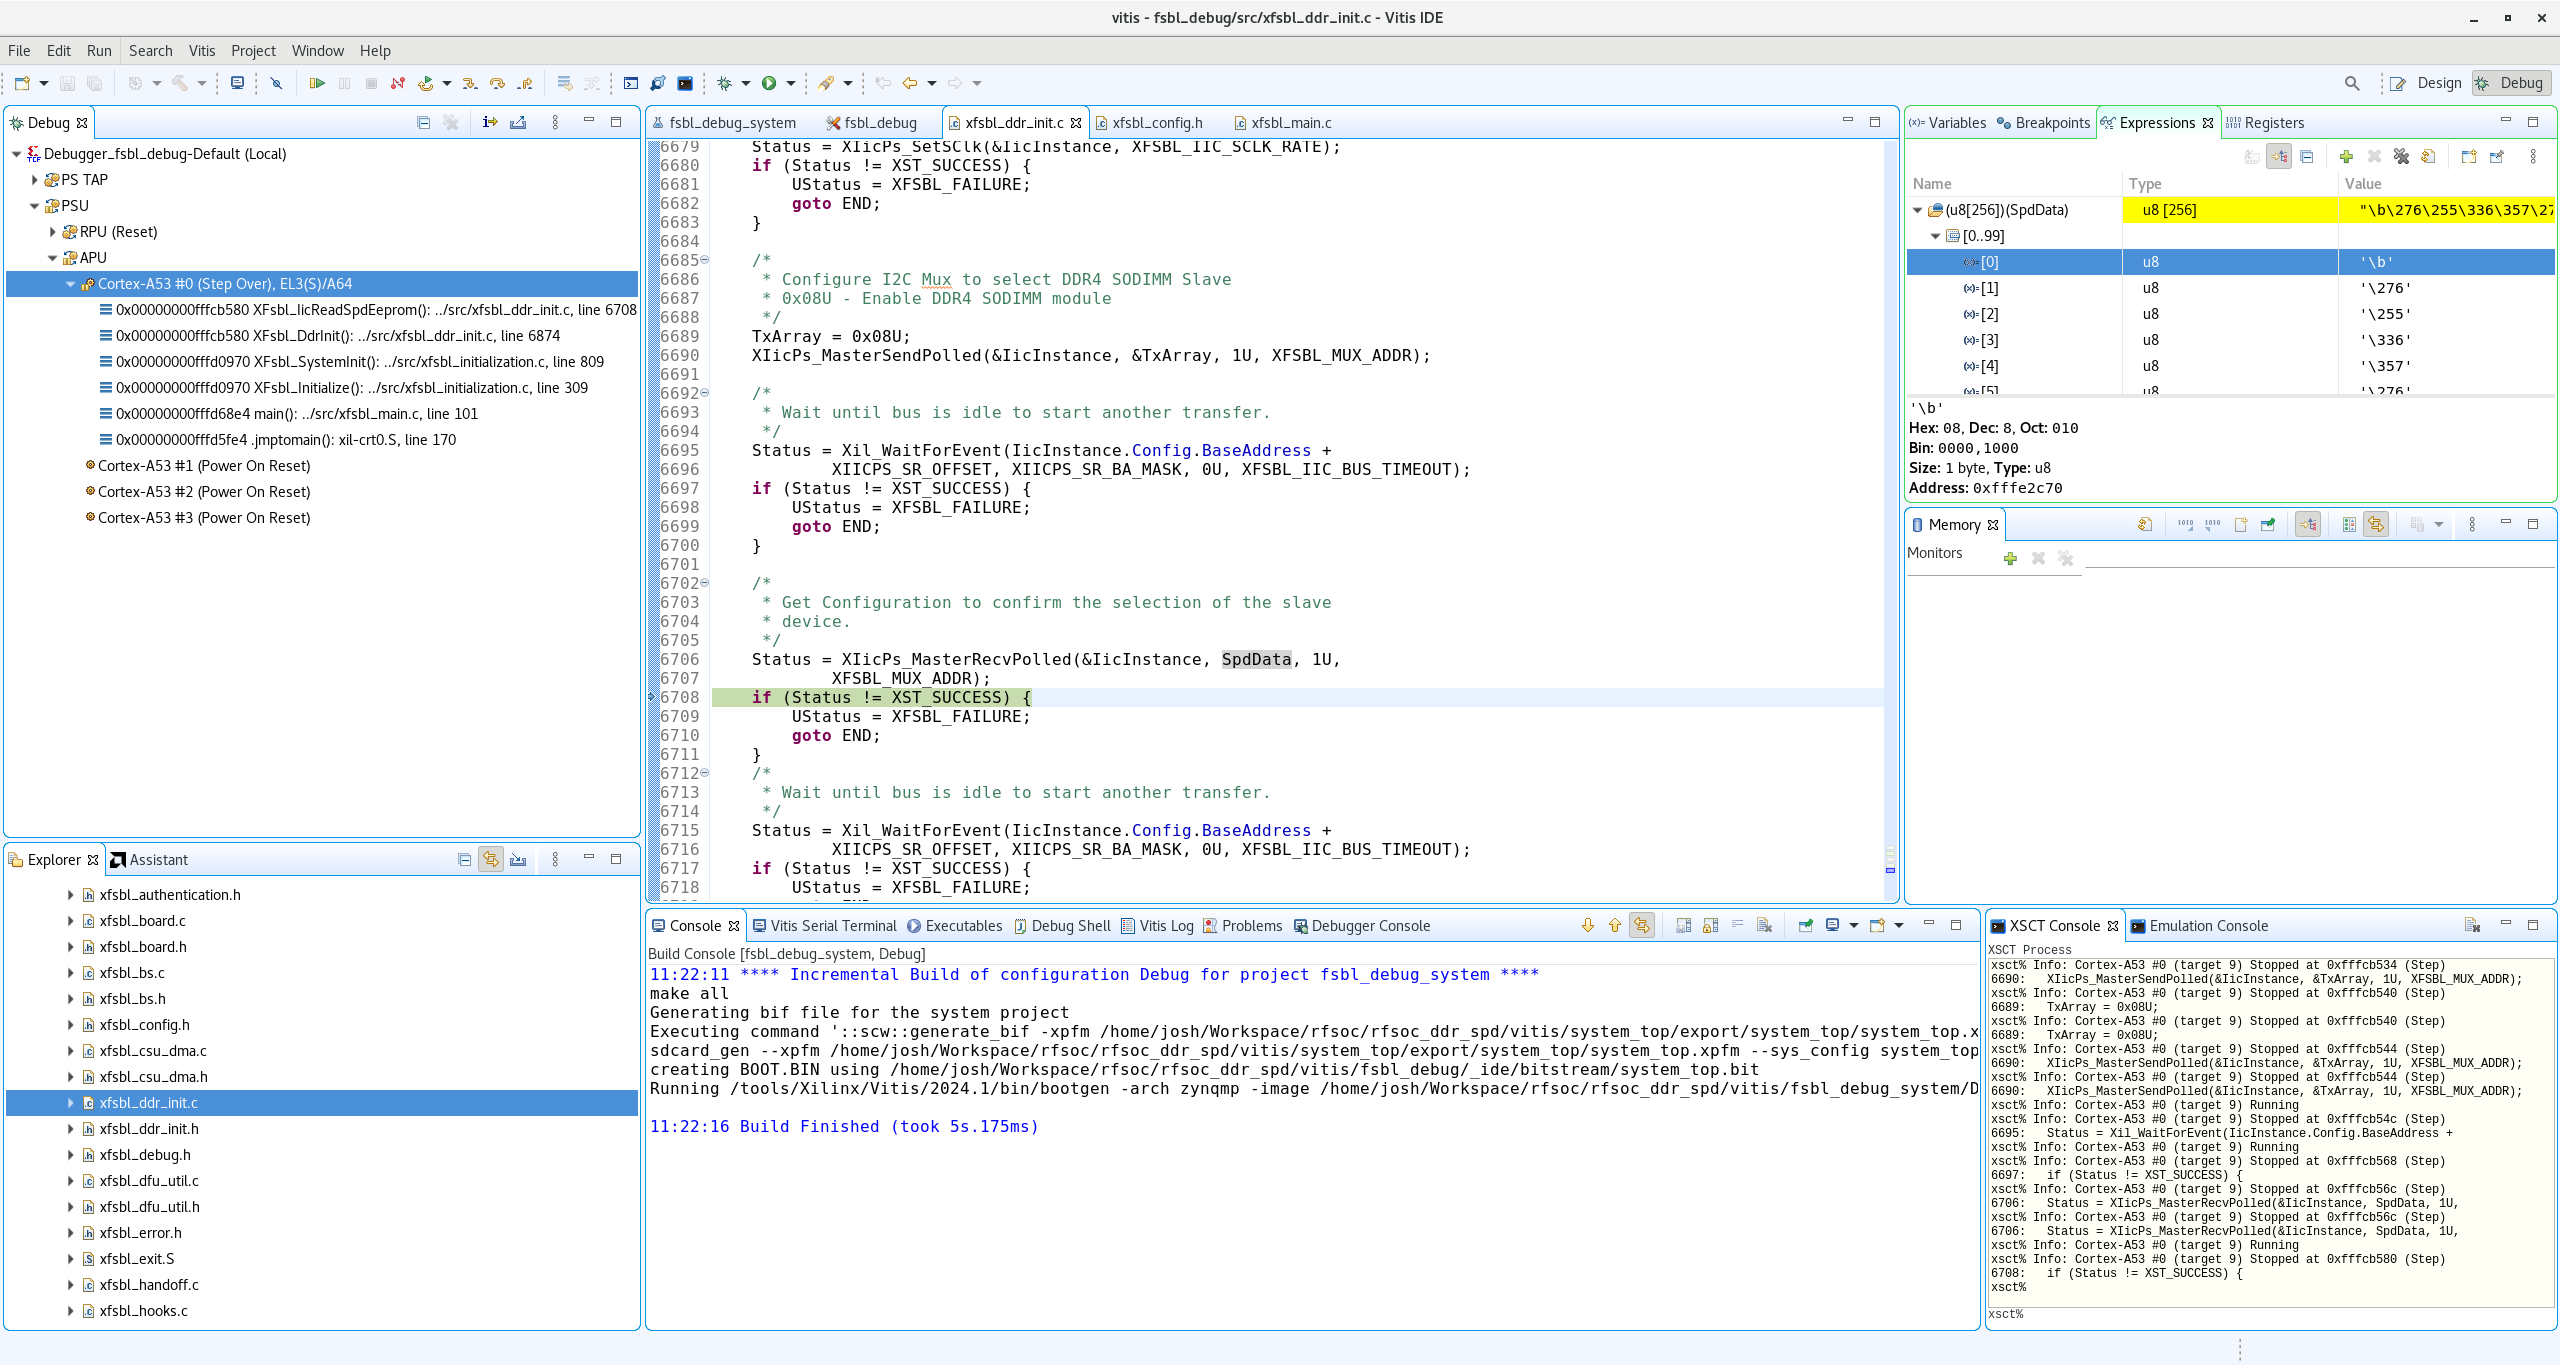 vitis - fsbl_debug/src/xfsbl_ddr_init.c - Vitis IDE
File Edit Run Search Vitis Project Window Help
Design Debug
Debug
Debugger_fsbl_debug-Default (Local)
PS TAP
PSU
RPU (Reset)
APU
Cortex-A53 #0 (Step Over), EL3(S)/A64
0x00000000fffcb580 XFsbl_IicReadSpdEeprom(): ../src/xfsbl_ddr_init.c, line 6708
0x00000000fffcb580 XFsbl_DdrInit(): ../src/xfsbl_ddr_init.c, line 6874
0x00000000fffd0970 XFsbl_SystemInit(): ../src/xfsbl_initialization.c, line 809
0x00000000fffd0970 XFsbl_Initialize(): ../src/xfsbl_initialization.c, line 309
0x00000000fffd68e4 main(): ../src/xfsbl_main.c, line 101
0x00000000fffd5fe4 .jmptomain(): xil-crt0.S, line 170
Cortex-A53 #1 (Power On Reset)
Cortex-A53 #2 (Power On Reset)
Cortex-A53 #3 (Power On Reset)
Explorer Assistant
xfsbl_authentication.h
xfsbl_board.c
xfsbl_board.h
xfsbl_bs.c
xfsbl_bs.h
xfsbl_config.h
xfsbl_csu_dma.c
xfsbl_csu_dma.h
xfsbl_ddr_init.c
xfsbl_ddr_init.h
xfsbl_debug.h
xfsbl_dfu_util.c
xfsbl_dfu_util.h
xfsbl_error.h
xfsbl_exit.S
xfsbl_handoff.c
xfsbl_hooks.c
fsbl_debug_system fsbl_debug xfsbl_ddr_init.c xfsbl_config.h xfsbl_main.c
6679 Status = XIicPs_SetSClk(&IicInstance, XFSBL_IIC_SCLK_RATE);
6680 if (Status != XST_SUCCESS) {
6681 UStatus = XFSBL_FAILURE;
6682 goto END;
6683 }
6684
6685 /*
6686 * Configure I2C Mux to select DDR4 SODIMM Slave
6687 * 0x08U - Enable DDR4 SODIMM module
6688 */
6689 TxArray = 0x08U;
6690 XIicPs_MasterSendPolled(&IicInstance, &TxArray, 1U, XFSBL_MUX_ADDR);
6691
6692 /*
6693 * Wait until bus is idle to start another transfer.
6694 */
6695 Status = Xil_WaitForEvent(IicInstance.Config.BaseAddress +
6696 XIICPS_SR_OFFSET, XIICPS_SR_BA_MASK, 0U, XFSBL_IIC_BUS_TIMEOUT);
6697 if (Status != XST_SUCCESS) {
6698 UStatus = XFSBL_FAILURE;
6699 goto END;
6700 }
6701
6702 /*
6703 * Get Configuration to confirm the selection of the slave
6704 * device.
6705 */
6706 Status = XIicPs_MasterRecvPolled(&IicInstance, SpdData, 1U,
6707 XFSBL_MUX_ADDR);
6708 if (Status != XST_SUCCESS) {
6709 UStatus = XFSBL_FAILURE;
6710 goto END;
6711 }
6712 /*
6713 * Wait until bus is idle to start another transfer.
6714 */
6715 Status = Xil_WaitForEvent(IicInstance.Config.BaseAddress +
6716 XIICPS_SR_OFFSET, XIICPS_SR_BA_MASK, 0U, XFSBL_IIC_BUS_TIMEOUT);
6717 if (Status != XST_SUCCESS) {
6718 UStatus = XFSBL_FAILURE;
Variables Breakpoints Expressions Registers
Name Type Value
(u8[256])(SpdData) u8 [256] "\b\276\255\336\357\27
[0..99]
[0] u8 '\b'
[1] u8 '\276'
[2] u8 '\255'
[3] u8 '\336'
[4] u8 '\357'
[5] u8 '\276'
'\b'
Hex: 08, Dec: 8, Oct: 010
Bin: 0000,1000
Size: 1 byte, Type: u8
Address: 0xfffe2c70
Memory
Monitors
Console Vitis Serial Terminal Executables Debug Shell Vitis Log Problems Debugger Console
Build Console [fsbl_debug_system, Debug]
11:22:11 **** Incremental Build of configuration Debug for project fsbl_debug_system ****
make all
Generating bif file for the system project
Executing command '::scw::generate_bif -xpfm /home/josh/Workspace/rfsoc/rfsoc_ddr_spd/vitis/system_top/export/system_top/system_top.x
sdcard_gen --xpfm /home/josh/Workspace/rfsoc/rfsoc_ddr_spd/vitis/system_top/export/system_top/system_top.xpfm --sys_config system_top
creating BOOT.BIN using /home/josh/Workspace/rfsoc/rfsoc_ddr_spd/vitis/fsbl_debug/_ide/bitstream/system_top.bit
Running /tools/Xilinx/Vitis/2024.1/bin/bootgen -arch zynqmp -image /home/josh/Workspace/rfsoc/rfsoc_ddr_spd/vitis/fsbl_debug_system/D
11:22:16 Build Finished (took 5s.175ms)
XSCT Console Emulation Console
XSCT Process
xsct% Info: Cortex-A53 #0 (target 9) Stopped at 0xfffcb534 (Step)
6690: XIicPs_MasterSendPolled(&IicInstance, &TxArray, 1U, XFSBL_MUX_ADDR);
xsct% Info: Cortex-A53 #0 (target 9) Stopped at 0xfffcb540 (Step)
6689: TxArray = 0x08U;
xsct% Info: Cortex-A53 #0 (target 9) Stopped at 0xfffcb540 (Step)
6689: TxArray = 0x08U;
xsct% Info: Cortex-A53 #0 (target 9) Stopped at 0xfffcb544 (Step)
6690: XIicPs_MasterSendPolled(&IicInstance, &TxArray, 1U, XFSBL_MUX_ADDR);
xsct% Info: Cortex-A53 #0 (target 9) Stopped at 0xfffcb544 (Step)
6690: XIicPs_MasterSendPolled(&IicInstance, &TxArray, 1U, XFSBL_MUX_ADDR);
xsct% Info: Cortex-A53 #0 (target 9) Running
xsct% Info: Cortex-A53 #0 (target 9) Stopped at 0xfffcb54c (Step)
6695: Status = Xil_WaitForEvent(IicInstance.Config.BaseAddress +
xsct% Info: Cortex-A53 #0 (target 9) Running
xsct% Info: Cortex-A53 #0 (target 9) Stopped at 0xfffcb568 (Step)
6697: if (Status != XST_SUCCESS) {
xsct% Info: Cortex-A53 #0 (target 9) Stopped at 0xfffcb56c (Step)
6706: Status = XIicPs_MasterRecvPolled(&IicInstance, SpdData, 1U,
xsct% Info: Cortex-A53 #0 (target 9) Stopped at 0xfffcb56c (Step)
6706: Status = XIicPs_MasterRecvPolled(&IicInstance, SpdData, 1U,
xsct% Info: Cortex-A53 #0 (target 9) Running
xsct% Info: Cortex-A53 #0 (target 9) Stopped at 0xfffcb580 (Step)
6708: if (Status != XST_SUCCESS) {
xsct%
xsct%